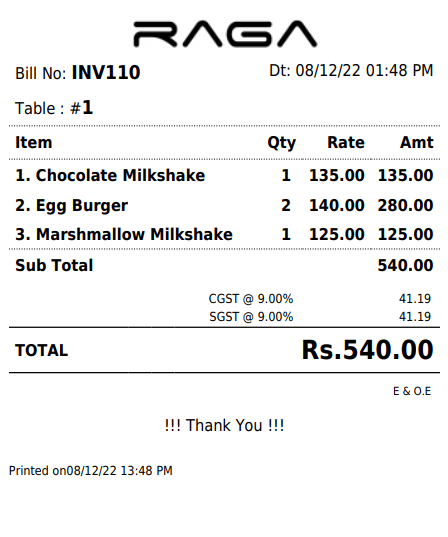 RAGA
Bill No: INV110 Dt: 08/12/22 01:48 PM
Table : #1
Item Qty Rate Amt
1. Chocolate Milkshake 1 135.00 135.00
2. Egg Burger 2 140.00 280.00
3. Marshmallow Milkshake 1 125.00 125.00
Sub Total 540.00
CGST @ 9.00% 41.19
SGST @ 9.00% 41.19
TOTAL Rs.540.00
E & O.E
!!! Thank You !!!
Printed on08/12/22 13:48 PM